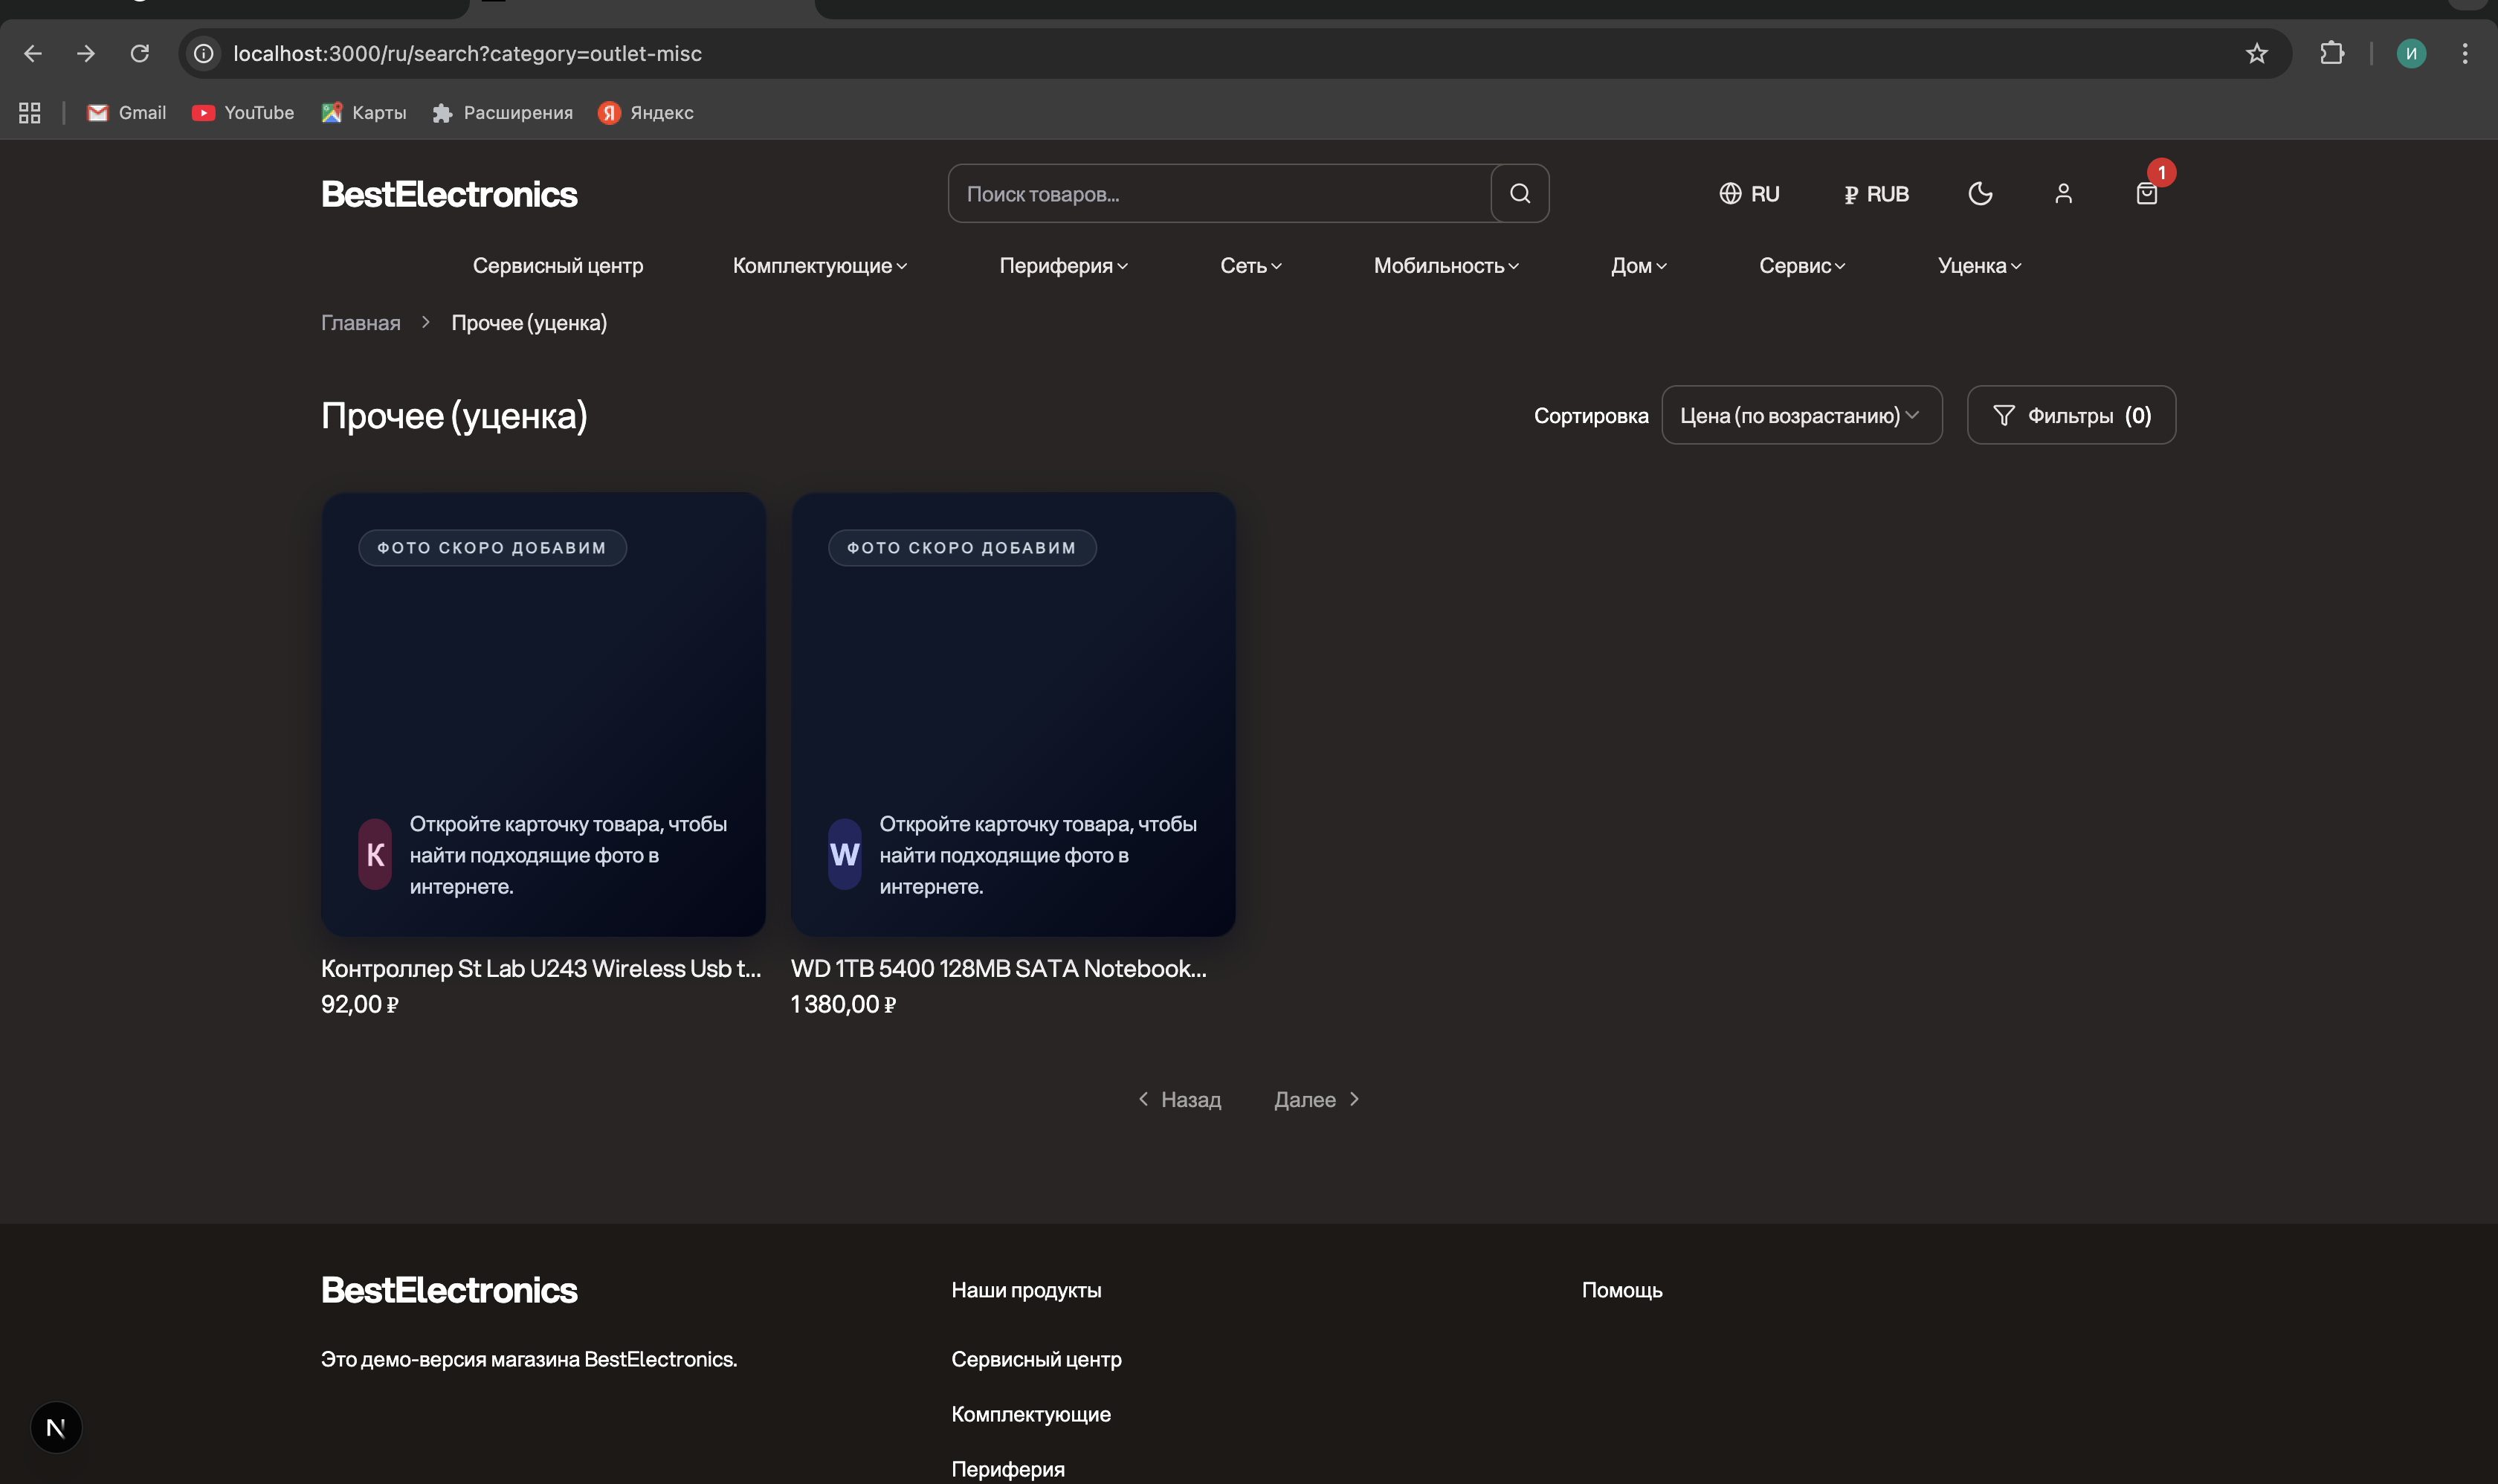 localhost:3000/ru/search?category=outlet-misc
И
Gmail
YouTube
Карты
Расширения
Яндекс
BestElectronics
Поиск товаров...
RU
₽ RUB
1
Сервисный центр
Комплектующие
Периферия
Сеть
Мобильность
Дом
Сервис
Уценка
Главная > Прочее (уценка)
Прочее (уценка)
Сортировка
Цена (по возрастанию)
Фильтры (0)
ФОТО СКОРО ДОБАВИМ
К
Откройте карточку товара, чтобы
найти подходящие фото в
интернете.
Контроллер St Lab U243 Wireless Usb t...
92,00 ₽
ФОТО СКОРО ДОБАВИМ
W
Откройте карточку товара, чтобы
найти подходящие фото в
интернете.
WD 1TB 5400 128MB SATA Notebook...
1 380,00 ₽
Назад
Далее
BestElectronics
Это демо-версия магазина BestElectronics.
Наши продукты
Сервисный центр
Комплектующие
Периферия
Помощь
N